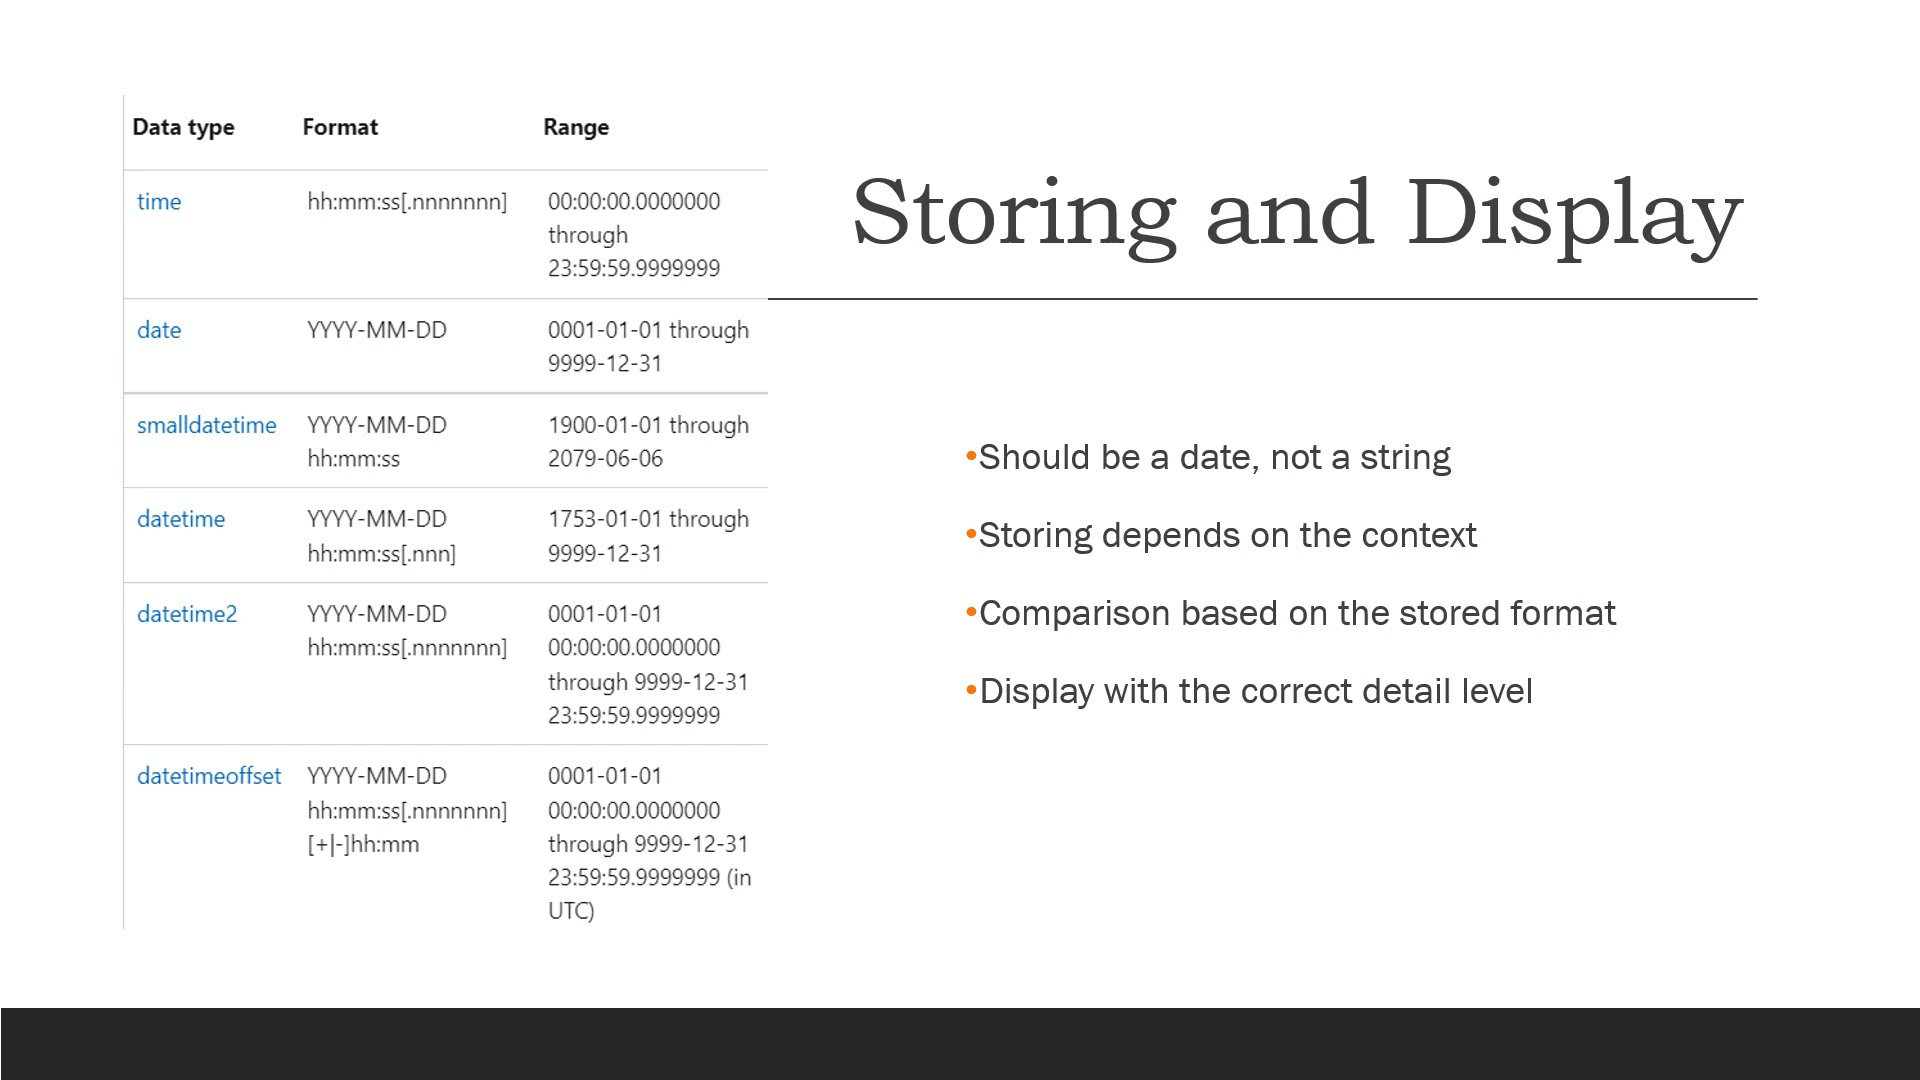 Data type Format Range
time hh:mm:ss[.nnnnnnn] 00:00:00.0000000
through
23:59:59.9999999
date YYYY-MM-DD 0001-01-01 through
9999-12-31
smalldatetime YYYY-MM-DD 1900-01-01 through
hh:mm:ss 2079-06-06
datetime YYYY-MM-DD 1753-01-01 through
hh:mm:ss[.nnn] 9999-12-31
datetime2 YYYY-MM-DD 0001-01-01
hh:mm:ss[.nnnnnnn] 00:00:00.0000000
through 9999-12-31
23:59:59.9999999
datetimeoffset YYYY-MM-DD 0001-01-01
hh:mm:ss[.nnnnnnn] 00:00:00.0000000
[+|-]hh:mm through 9999-12-31
23:59:59.9999999 (in
UTC)
Storing and Display
•Should be a date, not a string
•Storing depends on the context
•Comparison based on the stored format
•Display with the correct detail level